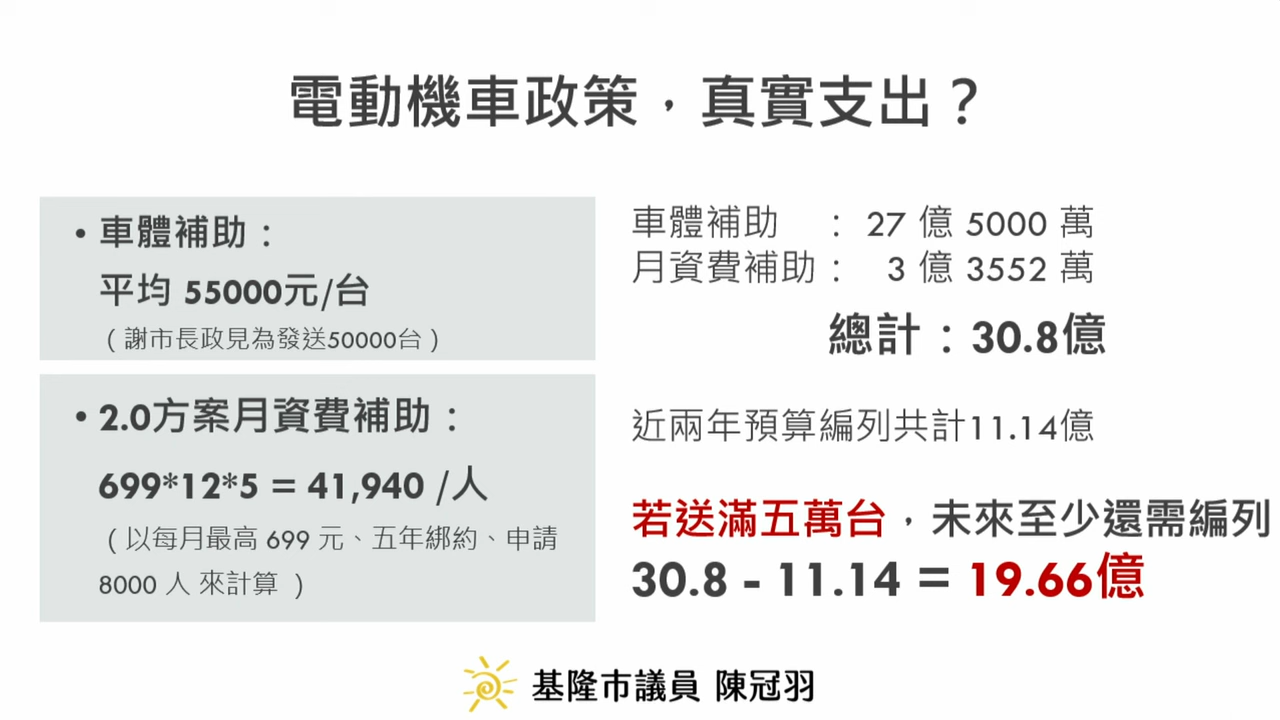 電動機車政策，真實支出？
• 車體補助：
平均 55000元/台
（謝市長政見為發送50000台）
• 2.0方案月資費補助：
699*12*5 = 41,940 /人
（以每月最高 699 元、五年綁約、申請
8000 人 來計算 ）
車體補助 ： 27 億 5000 萬
月資費補助： 3 億 3552 萬
總計：30.8億
近兩年預算編列共計11.14億
若送滿五萬台，未來至少還需編列
30.8 - 11.14 = 19.66億
基隆市議員 陳冠羽